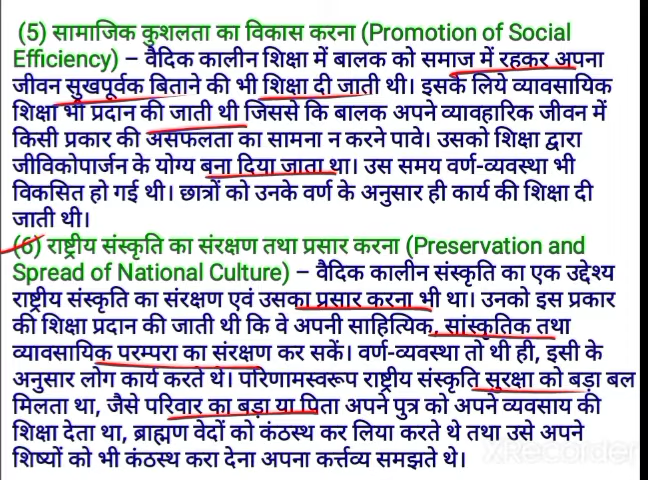 (5) सामाजिक कुशलता का विकास करना (Promotion of Social
Efficiency) – वैदिक कालीन शिक्षा में बालक को समाज में रहकर अपना
जीवन सुखपूर्वक बिताने की भी शिक्षा दी जाती थी। इसके लिये व्यावसायिक
शिक्षा भी प्रदान की जाती थी जिससे कि बालक अपने व्यावहारिक जीवन में
किसी प्रकार की असफलता का सामना न करने पावे। उसको शिक्षा द्वारा
जीविकोपार्जन के योग्य बना दिया जाता था। उस समय वर्ण-व्यवस्था भी
विकसित हो गई थी। छात्रों को उनके वर्ण के अनुसार ही कार्य की शिक्षा दी
जाती थी।
(6) राष्ट्रीय संस्कृति का संरक्षण तथा प्रसार करना (Preservation and
Spread of National Culture) – वैदिक कालीन संस्कृति का एक उद्देश्य
राष्ट्रीय संस्कृति का संरक्षण एवं उसका प्रसार करना भी था। उनको इस प्रकार
की शिक्षा प्रदान की जाती थी कि वे अपनी साहित्यिक, सांस्कृतिक तथा
व्यावसायिक परम्परा का संरक्षण कर सकें। वर्ण-व्यवस्था तो थी ही, इसी के
अनुसार लोग कार्य करते थे। परिणामस्वरूप राष्ट्रीय संस्कृति सुरक्षा को बड़ा बल
मिलता था, जैसे परिवार का बड़ा या पिता अपने पुत्र को अपने व्यवसाय की
शिक्षा देता था, ब्राह्मण वेदों को कंठस्थ कर लिया करते थे तथा उसे अपने
शिष्यों को भी कंठस्थ करा देना अपना कर्त्तव्य समझते थे।
XRecorder